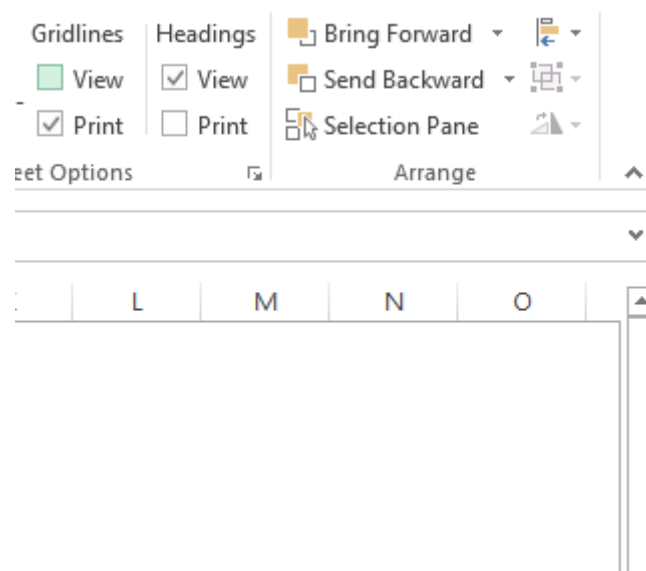 Gridlines Headings Bring Forward
View View Send Backward
Print Print Selection Pane
eet Options Arrange
L M N O